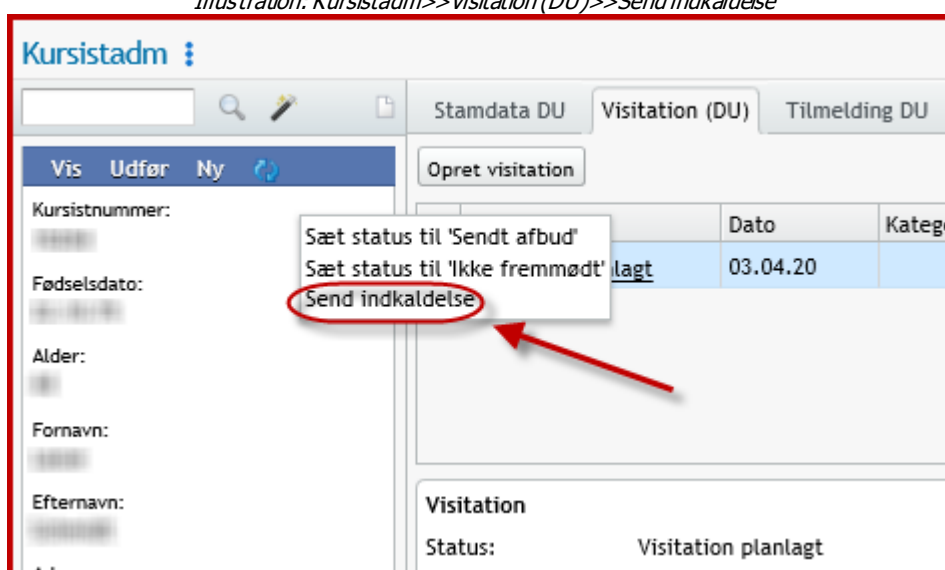 Illustration: Kursistadm>>Visitation (DU)>>Send indkaldelse
Kursistadm
Stamdata DU
Visitation (DU)
Tilmelding DU
Vis Udfør Ny
Opret visitation
Kursistnummer:
Fødselsdato:
Alder:
Fornavn:
Efternavn:
Sæt status til 'Sendt afbud'
Sæt status til 'Ikke fremmødt'
Send indkaldelse
Dato
Katego
lagt
03.04.20
Visitation
Status: Visitation planlagt